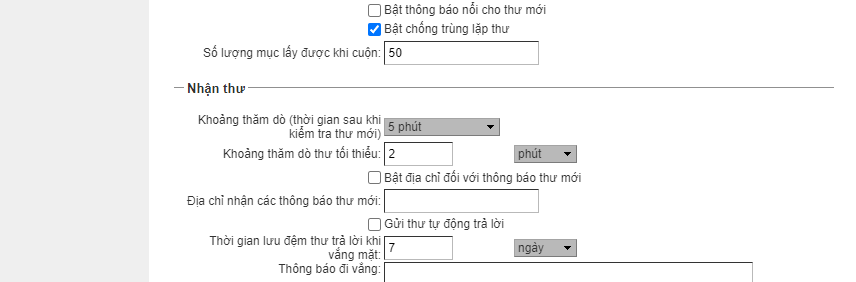 Bật thông báo nổi cho thư mới
Bật chống trùng lặp thư
Số lượng mục lấy được khi cuộn: 50
Nhận thư
Khoảng thăm dò (thời gian sau khi
kiểm tra thư mới) 5 phút
Khoảng thăm dò thư tối thiểu: 2 phút
Bật địa chỉ đối với thông báo thư mới
Địa chỉ nhận các thông báo thư mới:
Gửi thư tự động trả lời
Thời gian lưu đệm thư trả lời khi
vắng mặt: 7 ngày
Thông báo đi vắng: